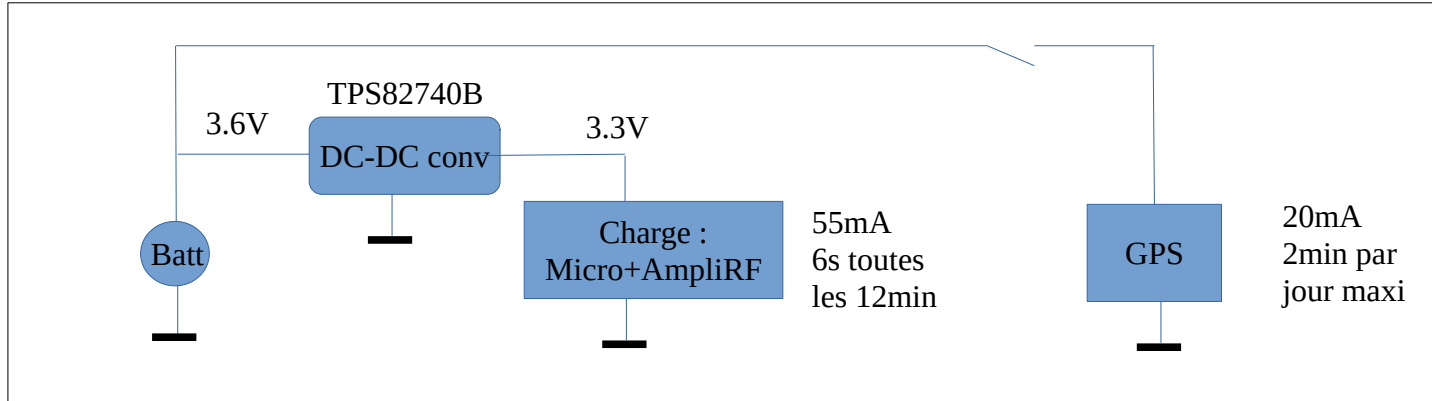 TPS82740B
3.6V
DC-DC conv
3.3V
Batt
Charge :
Micro+AmpliRF
55mA
6s toutes
les 12min
GPS
20mA
2min par
jour maxi